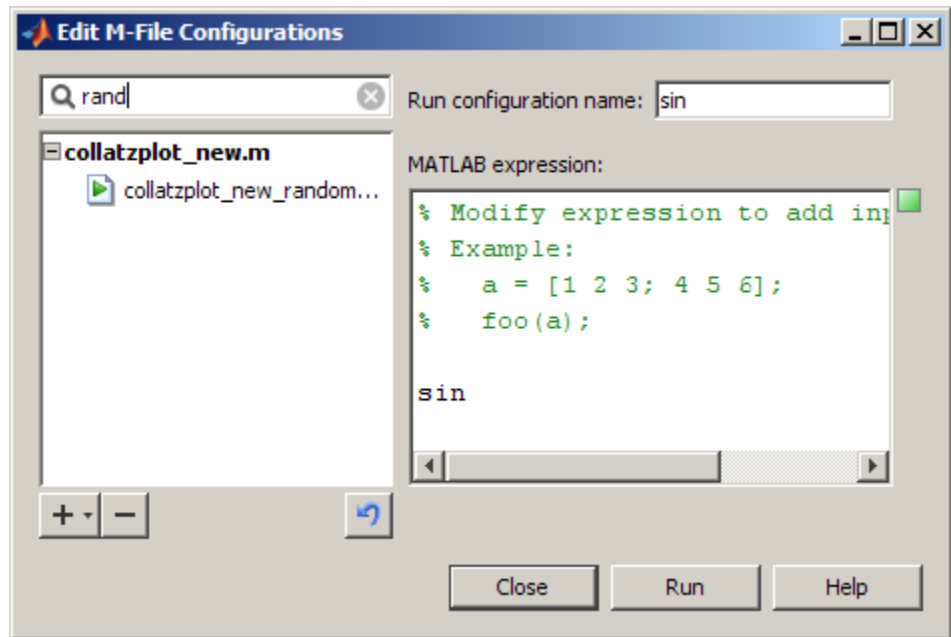 Edit M-File Configurations
rand
Run configuration name: sin
collatzplot_new.m
collatzplot_new_random...
MATLAB expression:
% Modify expression to add inp
% Example:
%   a = [1 2 3; 4 5 6];
%   foo(a);
sin
Close Run Help